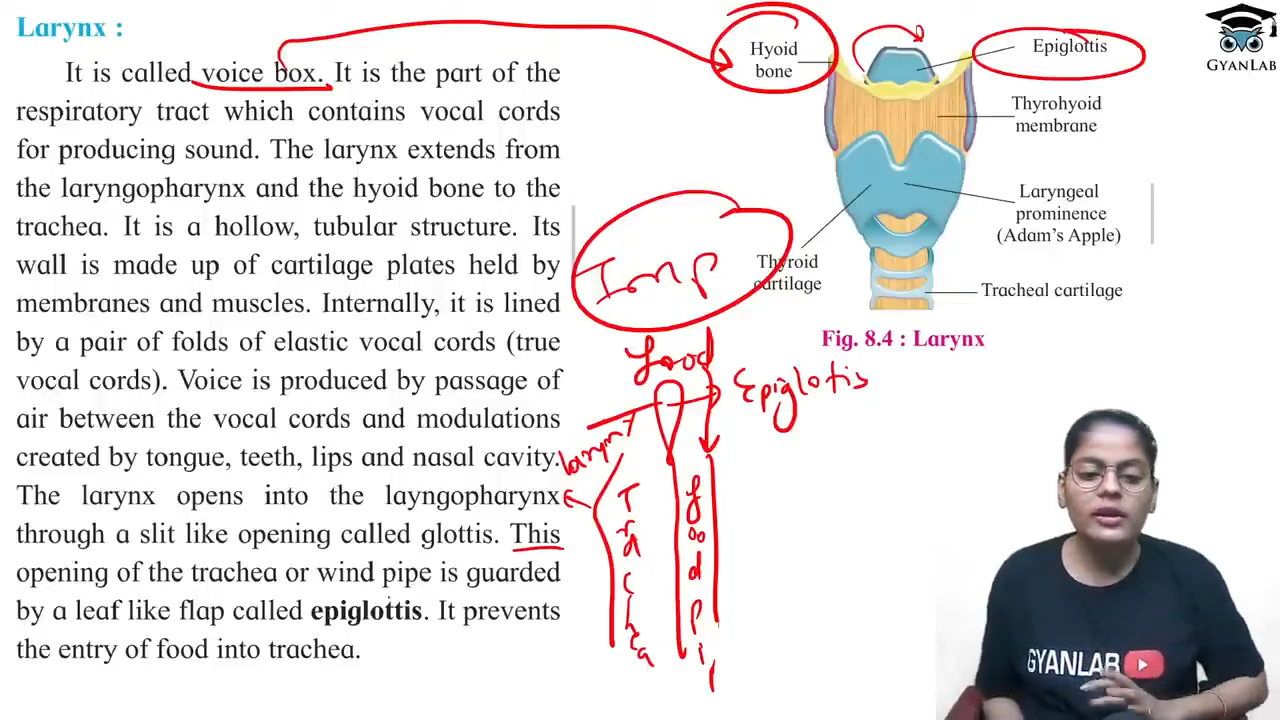 Larynx :
It is called voice box. It is the part of the
respiratory tract which contains vocal cords
for producing sound. The larynx extends from
the laryngopharynx and the hyoid bone to the
trachea. It is a hollow, tubular structure. Its
wall is made up of cartilage plates held by
membranes and muscles. Internally, it is lined
by a pair of folds of elastic vocal cords (true
vocal cords). Voice is produced by passage of
air between the vocal cords and modulations
created by tongue, teeth, lips and nasal cavity.
The larynx opens into the layngopharynx
through a slit like opening called glottis. This
opening of the trachea or wind pipe is guarded
by a leaf like flap called epiglottis. It prevents
the entry of food into trachea.
Hyoid
bone
Epiglottis
Thyrohyoid
membrane
Laryngeal
prominence
(Adam's Apple)
Thyroid
cartilage
Tracheal cartilage
Fig. 8.4 : Larynx
Imp
food
Epiglotis
larynx
Trachea
food pip
GYANLAB
GYANLAB